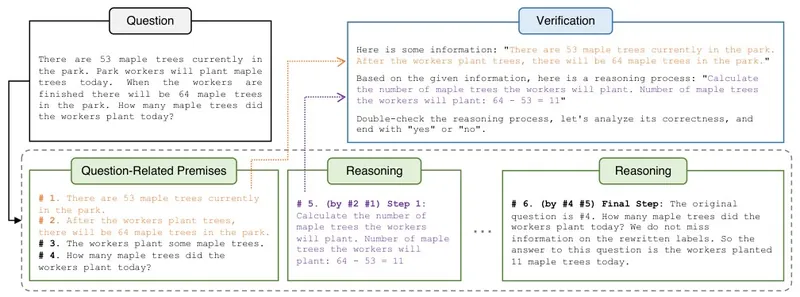 Question
There are 53 maple trees currently in
the park. Park workers will plant maple
trees today. When the workers are
finished there will be 64 maple trees
in the park. How many maple trees did
the workers plant today?
Verification
Here is some information: "There are 53 maple trees currently in the park.
After the workers plant trees, there will be 64 maple trees in the park."
Based on the given information, here is a reasoning process: "Calculate
the number of maple trees the workers will plant. Number of maple trees
the workers will plant: 64 - 53 = 11"
Double-check the reasoning process, let's analyze its correctness, and
end with "yes" or "no".
Question-Related Premises
# 1. There are 53 maple trees currently
in the park.
# 2. After the workers plant trees,
there will be 64 maple trees in the park.
# 3. The workers plant some maple trees.
# 4. How many maple trees did the
workers plant today?
Reasoning
# 5. (by #2 #1) Step 1:
Calculate the number of
maple trees the workers
will plant. Number of maple
trees the workers will
plant: 64 - 53 = 11
...
Reasoning
# 6. (by #4 #5) Final Step: The original
question is #4. How many maple trees did the
workers plant today? We do not miss
information on the rewritten labels. So the
answer to this question is the workers planted
11 maple trees today.